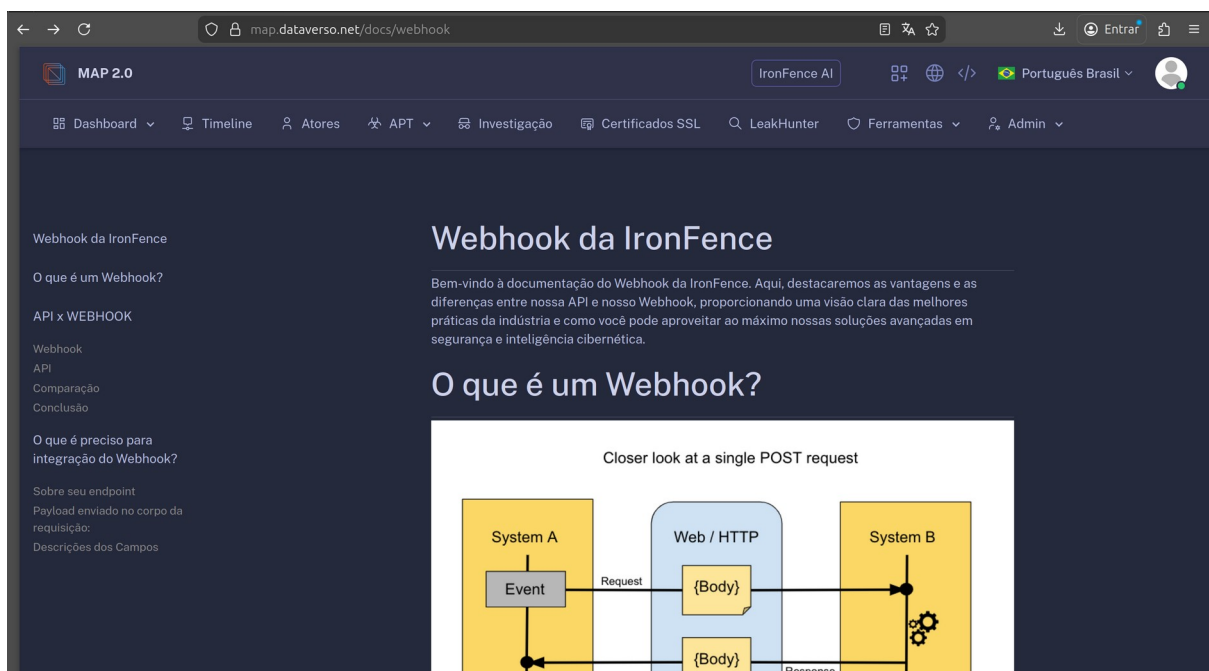 map.dataverso.net/docs/webhook
Entrar
MAP 2.0
IronFence AI
Português Brasil
Dashboard
Timeline
Atores
APT
Investigação
Certificados SSL
LeakHunter
Ferramentas
Admin
Webhook da IronFence
O que é um Webhook?
API x WEBHOOK
Webhook
API
Comparação
Conclusão
O que é preciso para
integração do Webhook?
Sobre seu endpoint
Payload enviado no corpo da
requisição:
Descrições dos Campos
Webhook da IronFence
Bem-vindo à documentação do Webhook da IronFence. Aqui, destacaremos as vantagens e as
diferenças entre nossa API e nosso Webhook, proporcionando uma visão clara das melhores
práticas da indústria e como você pode aproveitar ao máximo nossas soluções avançadas em
segurança e inteligência cibernética.
O que é um Webhook?
Closer look at a single POST request
System A
Web / HTTP
System B
Event
Request
{Body}
{Body}
Response